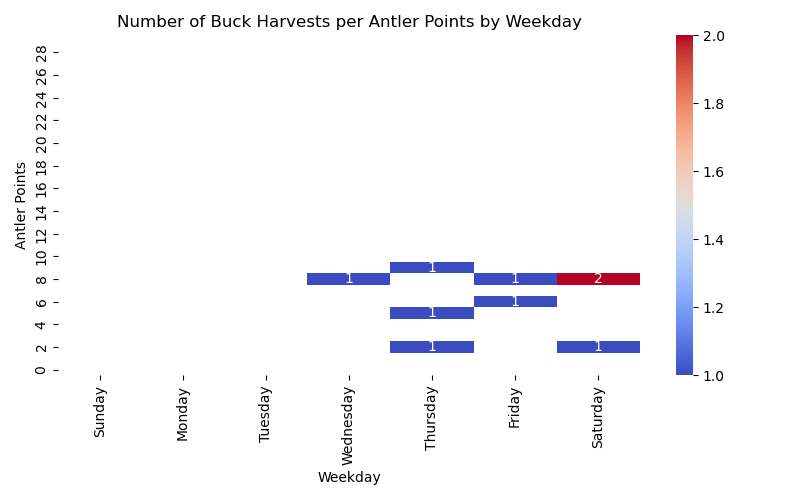 Number of Buck Harvests per Antler Points by Weekday
Antler Points
28
26
24
22
20
18
16
14
12
10
8
6
4
2
0
1
1
1
2
1
1
1
1
Sunday
Monday
Tuesday
Wednesday
Thursday
Friday
Saturday
Weekday
2.0
1.8
1.6
1.4
1.2
1.0